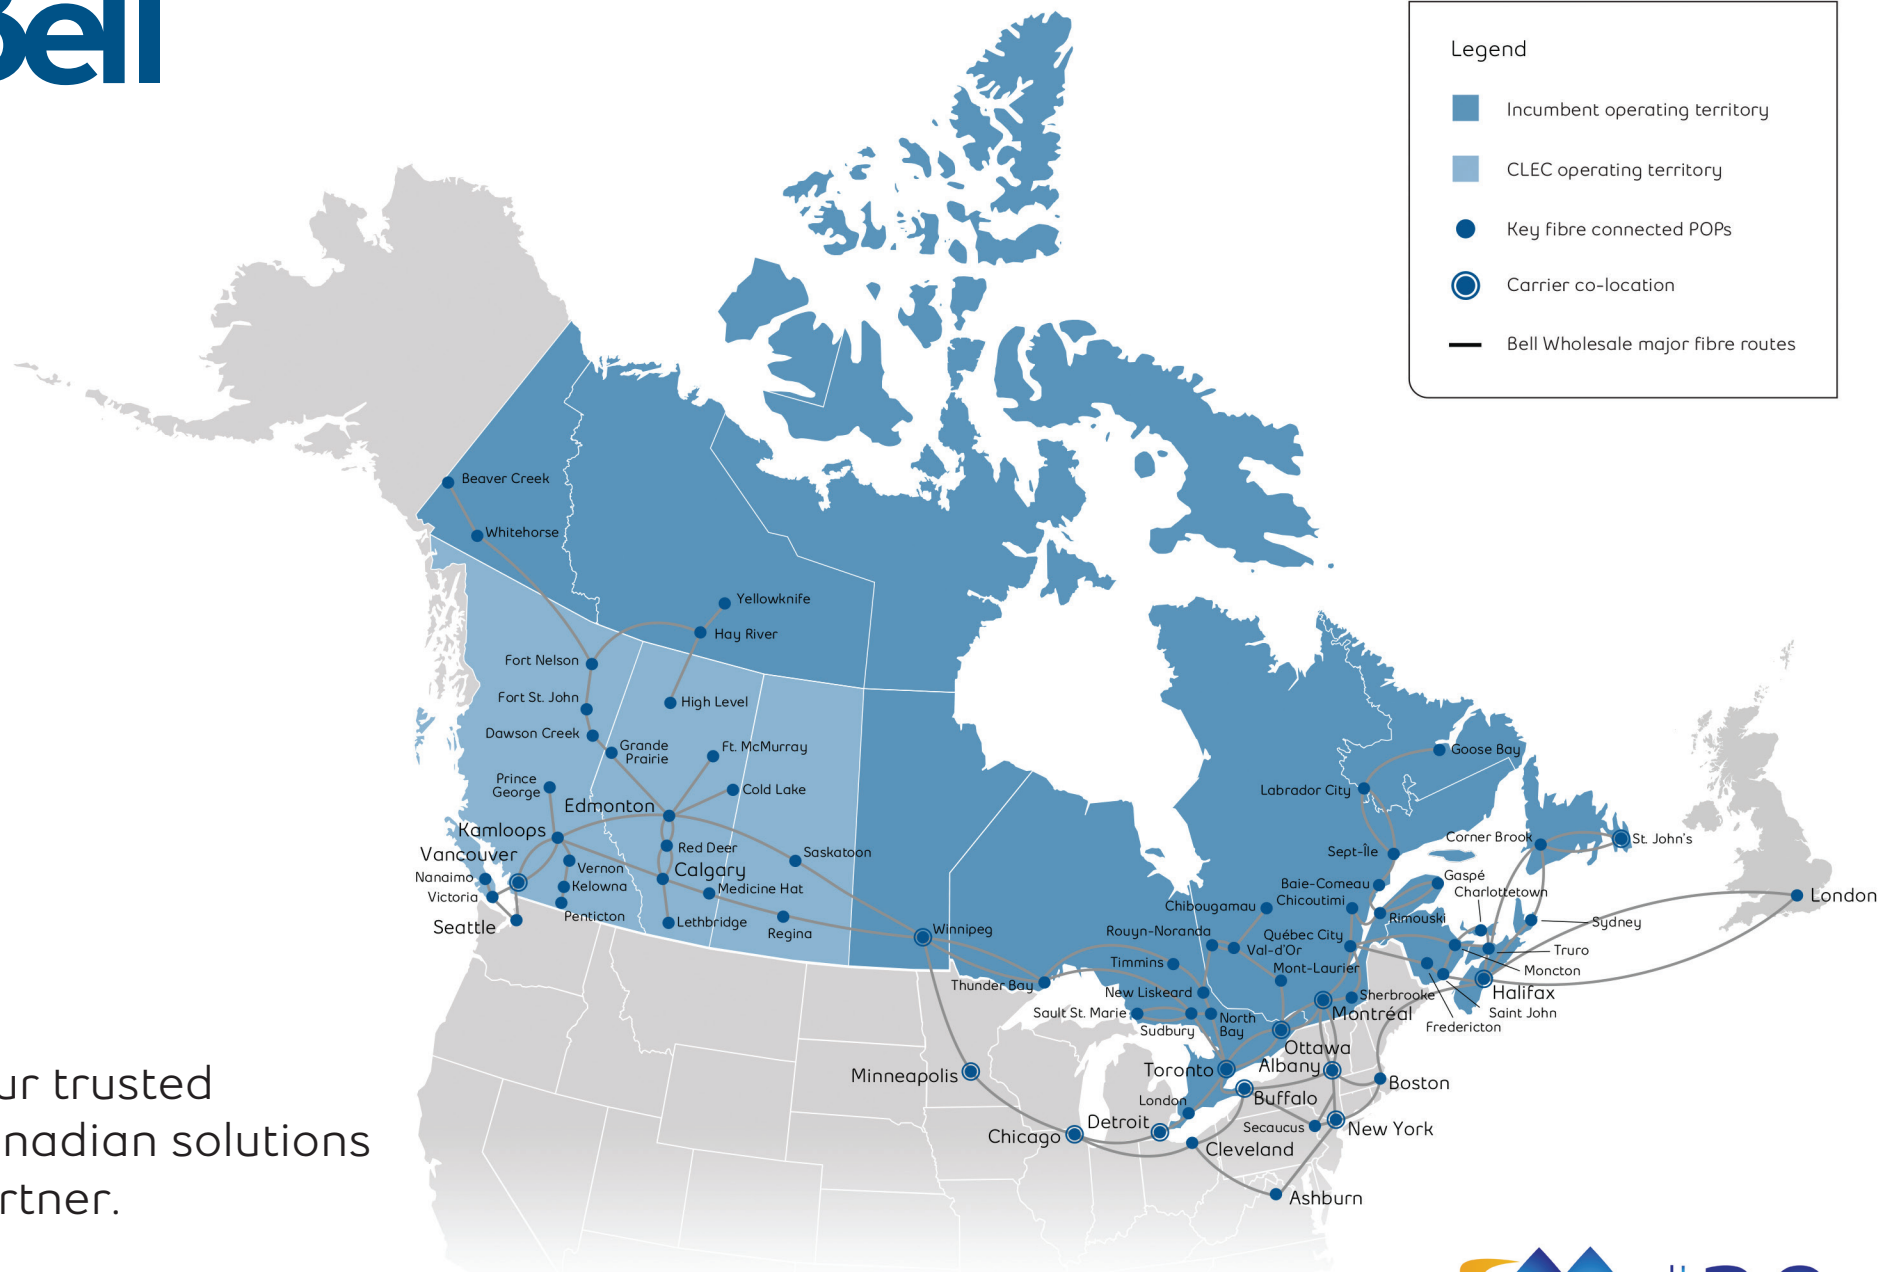 Bell
Legend
Incumbent operating territory
CLEC operating territory
Key fibre connected POPs
Carrier co-location
Bell Wholesale major fibre routes
Beaver Creek
Whitehorse
Yellowknife
Hay River
Fort Nelson
Fort St. John
High Level
Dawson Creek
Grande
Prairie
Ft. McMurray
Prince
George
Cold Lake
Edmonton
Kamloops
Red Deer
Vancouver
Calgary
Saskatoon
Vernon
Nanaimo
Kelowna
Medicine Hat
Victoria
Penticton
Lethbridge
Seattle
Regina
Winnipeg
Goose Bay
Labrador City
Corner Brook
St. John's
Sept-Île
Gaspé
Baie-Comeau
Charlottetown
Chicoutimi
London
Chibougamau
Rimouski
Sydney
Rouyn-Noranda
Québec City
Val-d'Or
Truro
Timmins
Mont-Laurier
Moncton
Thunder Bay
New Liskeard
Sherbrooke
Halifax
Sault St. Marie
Montréal
Saint John
North
Bay
Sudbury
Fredericton
Ottawa
Albany
Toronto
Minneapolis
Boston
Buffalo
London
Detroit
Secaucus
New York
Chicago
Cleveland
Ashburn
ur trusted
nadian solutions
rtner.